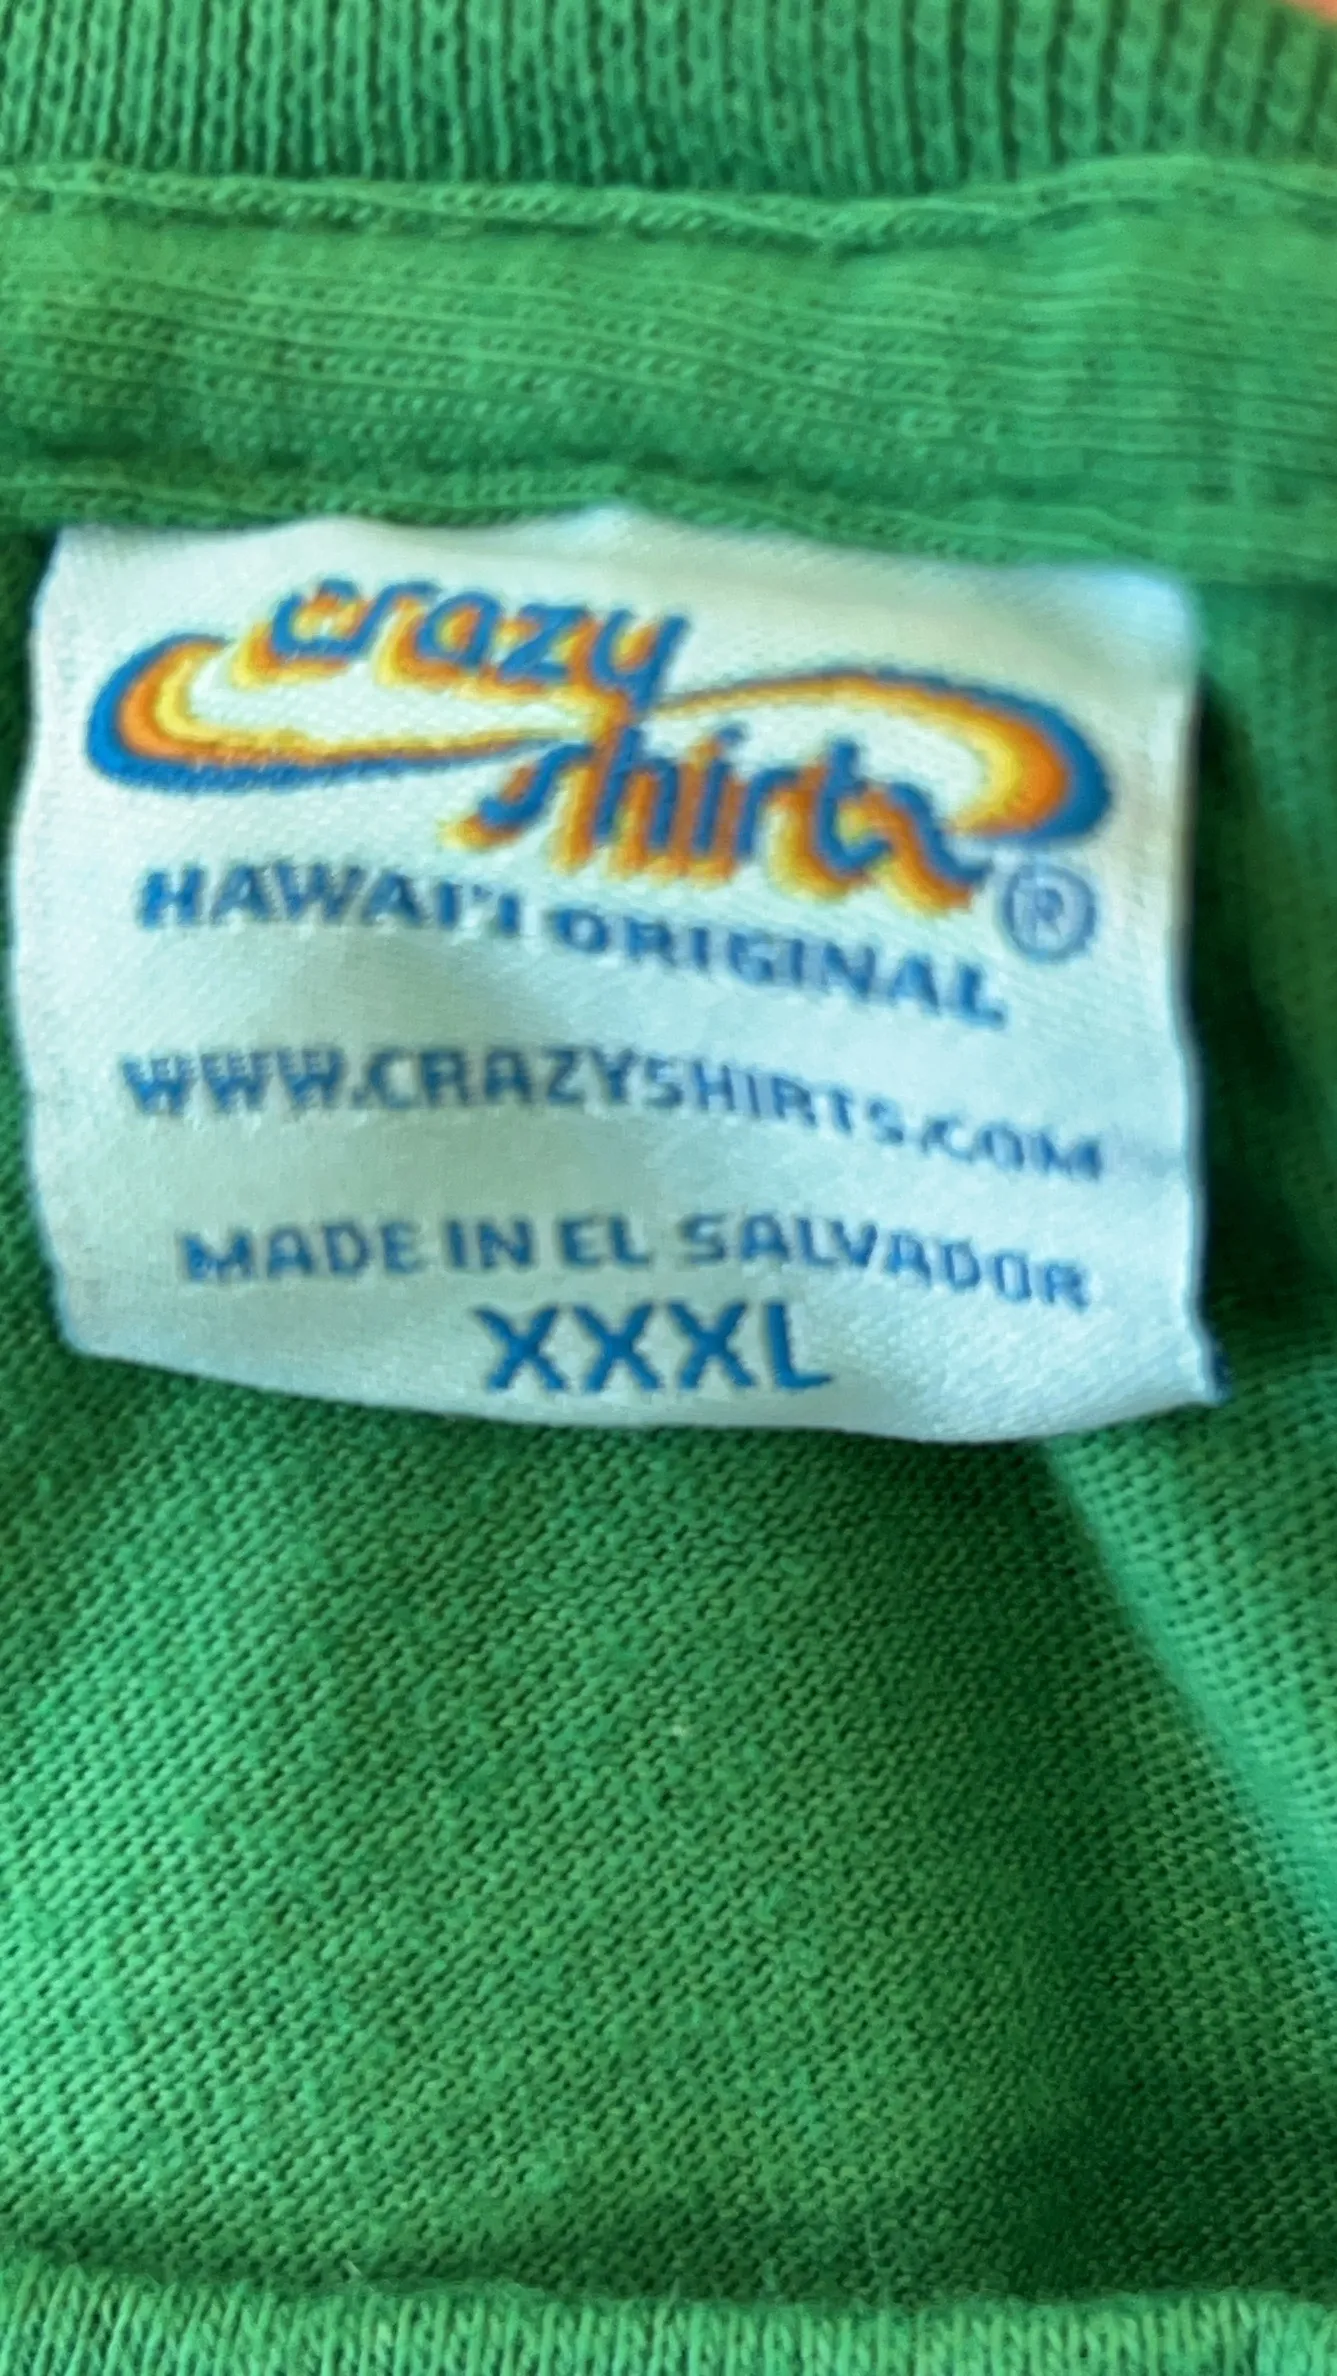 crazy
shirts
®
HAWAI'I ORIGINAL
WWW.CRAZYSHIRTS.COM
MADE IN EL SALVADOR
XXXL